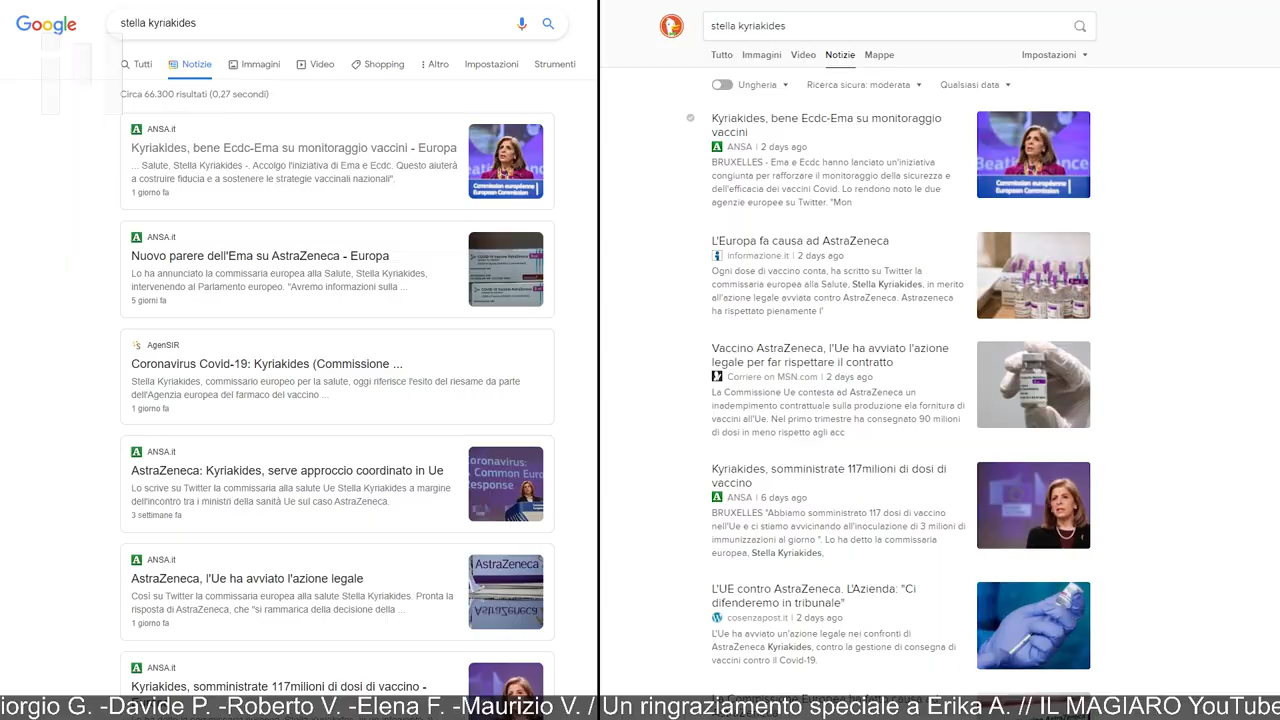 Google
stella kyriakides
Tutti
Notizie
Immagini
Video
Shopping
Altro
Impostazioni
Strumenti
Circa 66.300 risultati (0,27 secondi)
ANSA.it
Kyriakides, bene Ecdc-Ema su monitoraggio vaccini - Europa
... Salute, Stella Kyriakides -. Accolgo l'iniziativa di Ema e Ecdc. Questo aiuterà
a costruire fiducia e a sostenere le strategie vaccinali nazionali".
1 giorno fa
Commission européenne
European Commission
ANSA.it
Nuovo parere dell'Ema su AstraZeneca - Europa
Lo ha annunciato la commissaria europea alla Salute, Stella Kyriakides,
intervenendo al Parlamento europeo. "Avremo informazioni sulla ...
5 giorni fa
AgenSIR
Coronavirus Covid-19: Kyriakides (Commissione ...
Stella Kyriakides, commissario europeo per la salute, oggi riferisce l'esito del riesame da parte
dell'Agenzia europea del farmaco del vaccino ...
1 giorno fa
ANSA.it
AstraZeneca: Kyriakides, serve approccio coordinato in Ue
Lo scrive su Twitter la commissaria alla salute Ue Stella Kyriakides a margine
dell'incontro tra i ministri della sanità Ue sul caso AstraZeneca.
3 settimane fa
oronavirus:
Common Euro
esponse
ANSA.it
AstraZeneca, l'Ue ha avviato l'azione legale
Così su Twitter la commissaria europea alla salute Stella Kyriakides. Pronta la
risposta di AstraZeneca, che "si rammarica della decisione della ...
1 giorno fa
AstraZeneca
ANSA.it
Kyriakides, somministrate 117milioni di dosi di vaccino -
stella kyriakides
Tutto
Immagini
Video
Notizie
Mappe
Impostazioni
Ungheria
Ricerca sicura: moderata
Qualsiasi data
Kyriakides, bene Ecdc-Ema su monitoraggio
vaccini
ANSA | 2 days ago
BRUXELLES - Ema e Ecdc hanno lanciato un'iniziativa
congiunta per rafforzare il monitoraggio della sicurezza e
dell'efficacia dei vaccini Covid. Lo rendono noto le due
agenzie europee su Twitter. "Mon
Commission européenne
European Commission
L'Europa fa causa ad AstraZeneca
informazione.it | 2 days ago
Ogni dose di vaccino conta, ha scritto su Twitter la
commissaria europea alla Salute, Stella Kyriakides, in merito
all'azione legale avviata contro AstraZeneca. Astrazeneca
ha rispettato pienamente l'
Vaccino AstraZeneca, l'Ue ha avviato l'azione
legale per far rispettare il contratto
Corriere on MSN.com | 2 days ago
La Commissione Ue contesta ad AstraZeneca un
inadempimento contrattuale sulla produzione ela fornitura di
vaccini all'Ue. Nel primo trimestre ha consegnato 90 milioni
di dosi in meno rispetto agli acc
Kyriakides, somministrate 117milioni di dosi di
vaccino
ANSA | 6 days ago
BRUXELLES "Abbiamo somministrato 117 dosi di vaccino
nell'Ue e ci stiamo avvicinando all'inoculazione di 3 milioni di
immunizzazioni al giorno ". Lo ha detto la commissaria
europea, Stella Kyriakides,
L'UE contro AstraZeneca. L'Azienda: "Ci
difenderemo in tribunale"
cosenzapost.it | 2 days ago
L'Ue ha avviato un'azione legale nei confronti di
AstraZeneca Kyriakides, contro la gestione di consegna di
vaccini contro il Covid-19.
iorgio G. -Davide P. -Roberto V. -Elena F. -Maurizio V. / Un ringraziamento speciale a Erika A. // IL MAGIARO YouTube